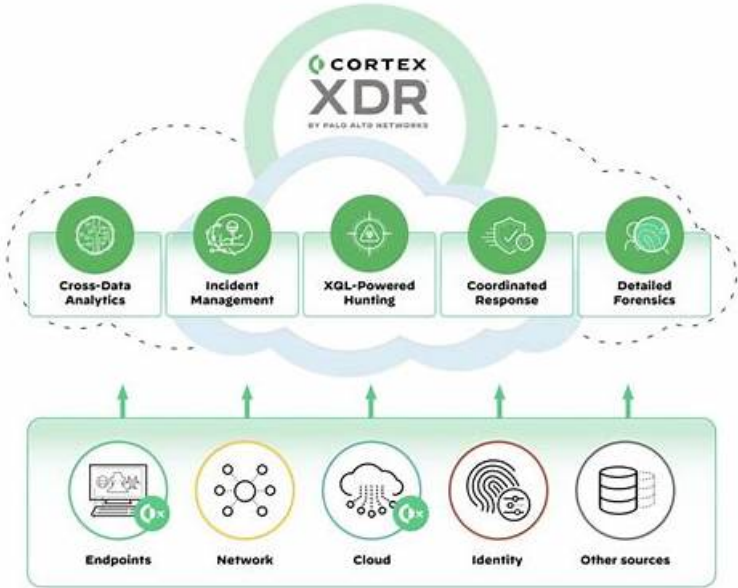 CORTEX
XDR
BY PALO ALTO NETWORKS
Cross-Data
Analytics
Incident
Management
XQL-Powered
Hunting
Coordinated
Response
Detailed
Forensics
Endpoints
Network
Cloud
Identity
Other sources